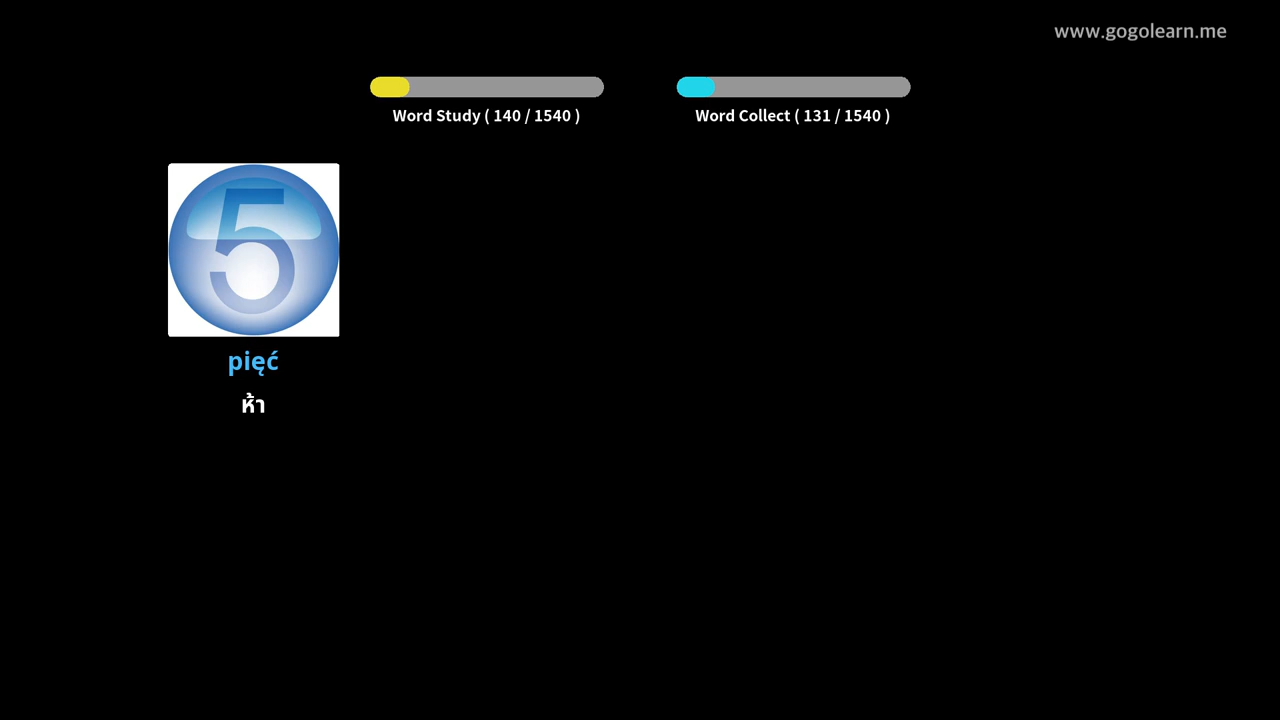 www.gogolearn.me
Word Study ( 140 / 1540 )
Word Collect ( 131 / 1540 )
5
pięć
ห้า